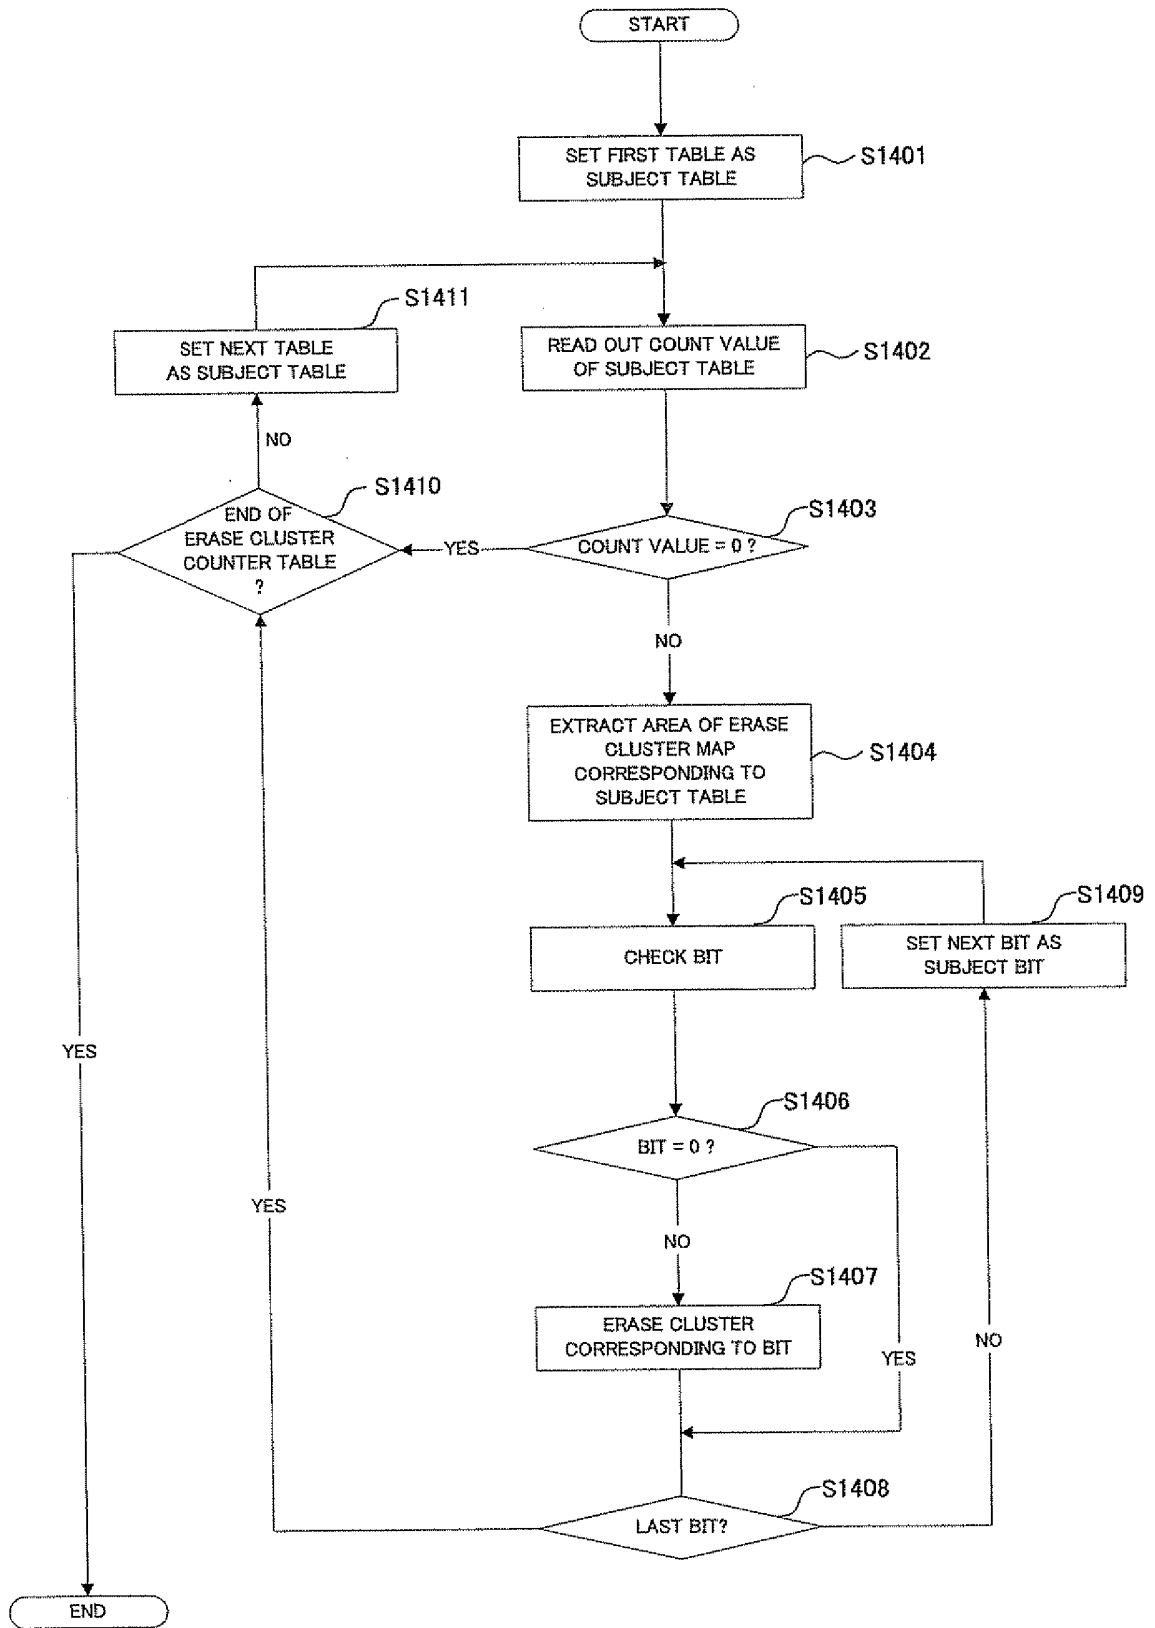 START
SET FIRST TABLE AS
SUBJECT TABLE
S1401
S1411
SET NEXT TABLE
AS SUBJECT TABLE
READ OUT COUNT VALUE
OF SUBJECT TABLE
S1402
NO
S1410
END OF
ERASE CLUSTER
COUNTER TABLE
?
YES
S1403
COUNT VALUE = 0 ?
NO
EXTRACT AREA OF ERASE
CLUSTER MAP
CORRESPONDING TO
SUBJECT TABLE
S1404
S1405
CHECK BIT
S1409
SET NEXT BIT AS
SUBJECT BIT
YES
S1406
BIT = 0 ?
YES
NO
S1407
ERASE CLUSTER
CORRESPONDING TO BIT
YES
NO
S1408
LAST BIT?
END